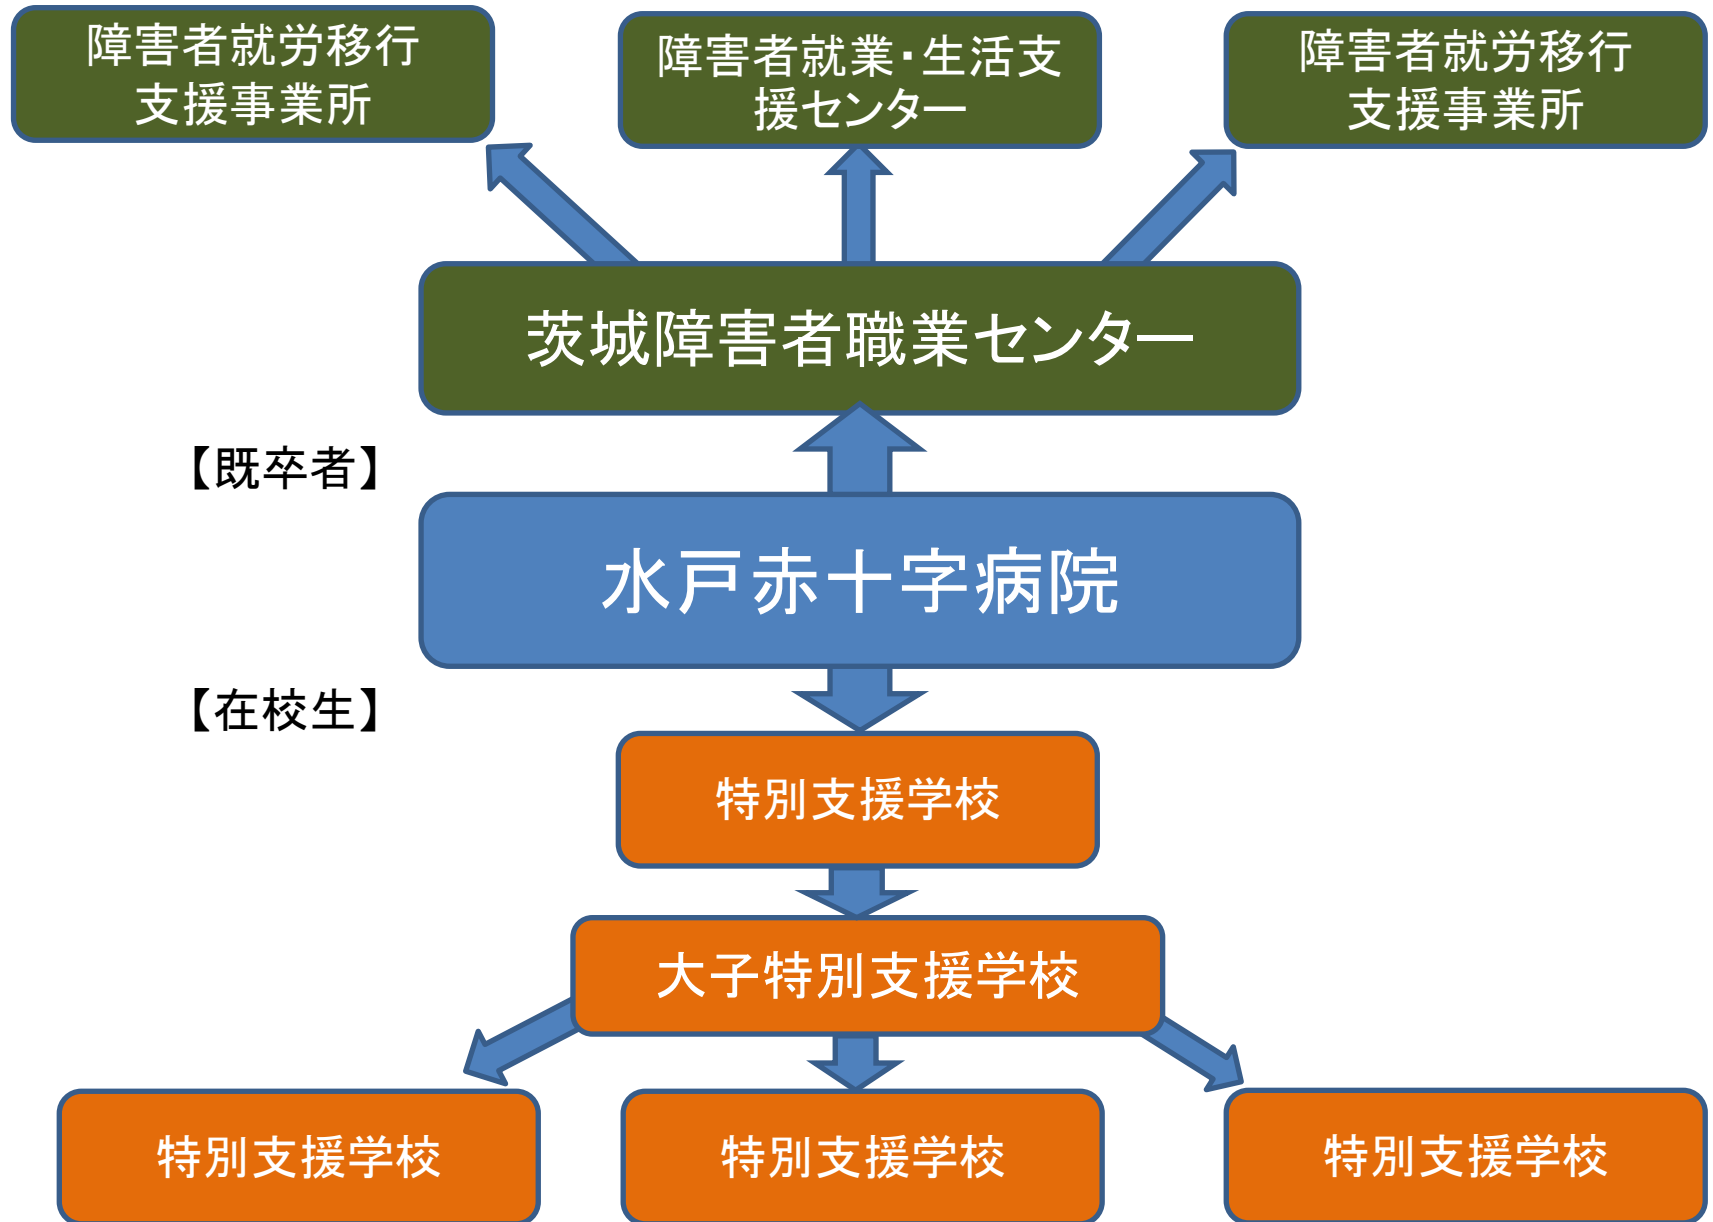 障害者就労移行
支援事業所
障害者就業・生活支
援センター
障害者就労移行
支援事業所
茨城障害者職業センター
【既卒者】
水戸赤十字病院
【在校生】
特別支援学校
大子特別支援学校
特別支援学校
特別支援学校
特別支援学校